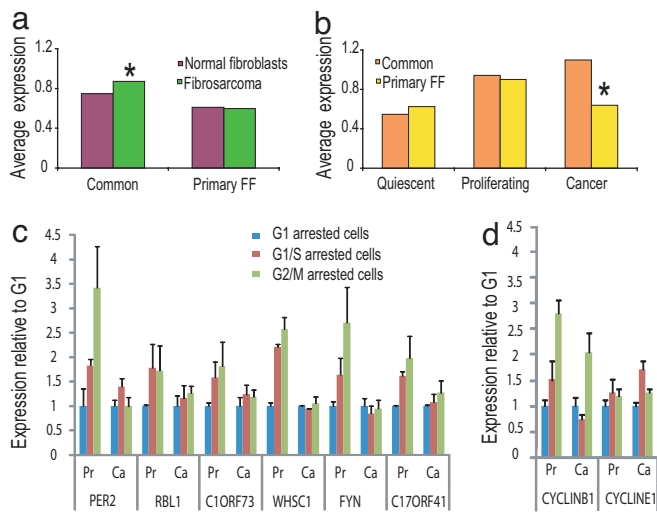 a
Average expression
1.2
0.8
0.4
0
*
Normal fibroblasts
Fibrosarcoma
Common
Primary FF
b
Average expression
1.2
0.8
0.4
0
Common
Primary FF
*
Quiescent
Proliferating
Cancer
c
Expression relative to G1
4.5
4
3.5
3
2.5
2
1.5
1
0.5
0
G1 arrested cells
G1/S arrested cells
G2/M arrested cells
Pr Ca Pr Ca Pr Ca Pr Ca Pr Ca Pr Ca
PER2 RBL1 C1ORF73 WHSC1 FYN C17ORF41
d
Expression relative to G1
4.5
4
3.5
3
2.5
2
1.5
1
0.5
0
Pr Ca Pr Ca
CYCLINB1 CYCLINE1